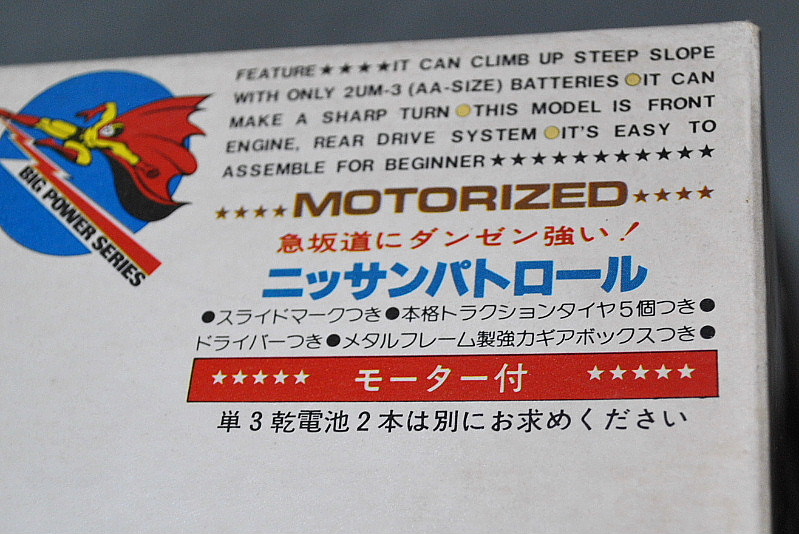 FEATURE★★★★IT CAN CLIMB UP STEEP SLOPE
WITH ONLY 2UM-3 (AA-SIZE) BATTERIES●IT CAN
MAKE A SHARP TURN●THIS MODEL IS FRONT
ENGINE, REAR DRIVE SYSTEM●IT'S EASY TO
ASSEMBLE FOR BEGINNER★★★★★★★★★★★
BIG POWER SERIES
★★★★MOTORIZED★★★★
急坂道にダンゼン強い!
ニッサンパトロール
●スライドマークつき●本格トラクションタイヤ5個つき●
ドライバーつき●メタルフレーム製強力ギアボックスつき●
★★★★★ モーター付 ★★★★★
単3乾電池2本は別にお求めください